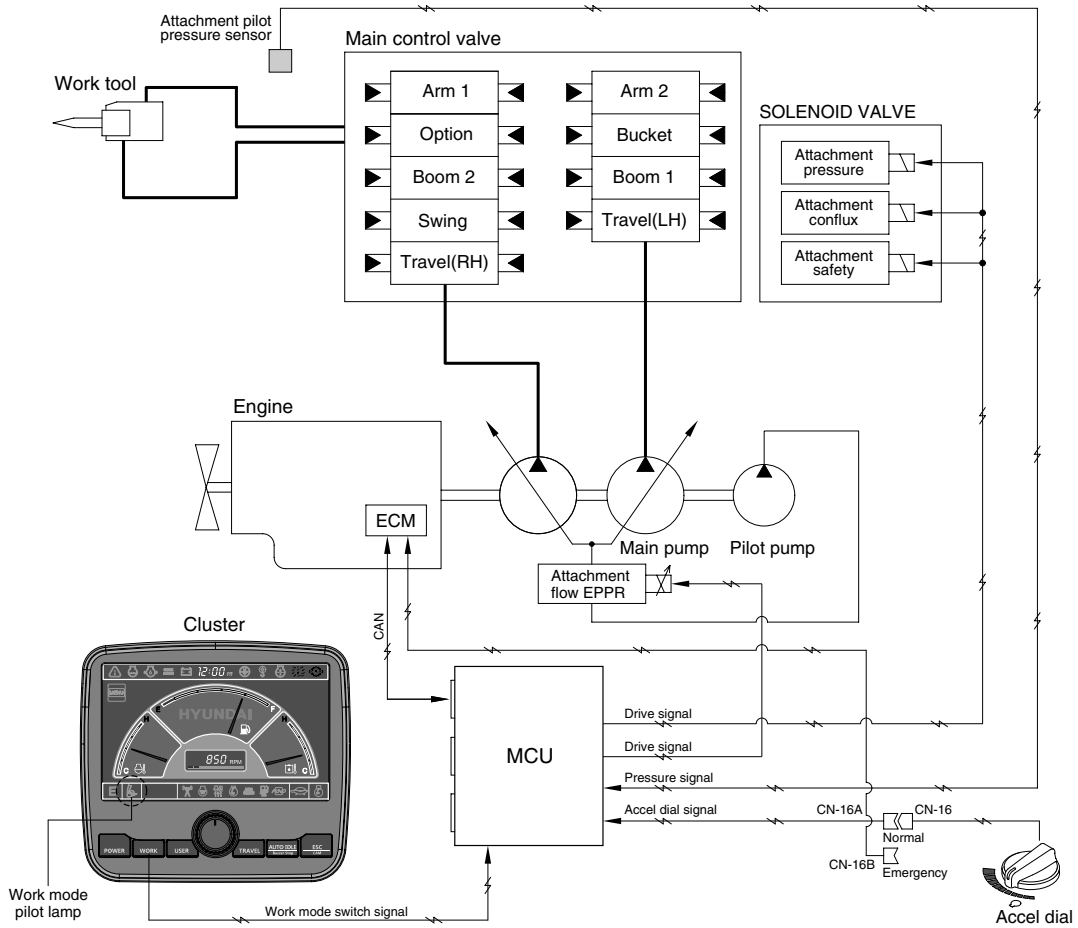 Attachment pilot
pressure sensor
Main control valve
Work tool
Arm 1
Arm 2
SOLENOID VALVE
Option
Bucket
Attachment
pressure
Boom 2
Boom 1
Attachment
conflux
Swing
Travel(LH)
Attachment
safety
Travel(RH)
Engine
ECM
Main pump
Pilot pump
Attachment
flow EPPR
CAN
Cluster
12:00
MENU
E
F
H
H
HYUNDAI
850 RPM
C
C
MCU
Drive signal
Drive signal
Pressure signal
Accel dial signal
CN-16A
CN-16
Normal
CN-16B
Emergency
POWER
WORK
USER
TRAVEL
AUTO IDLE
ESC
CAM
Work mode
pilot lamp
Work mode switch signal
Accel dial